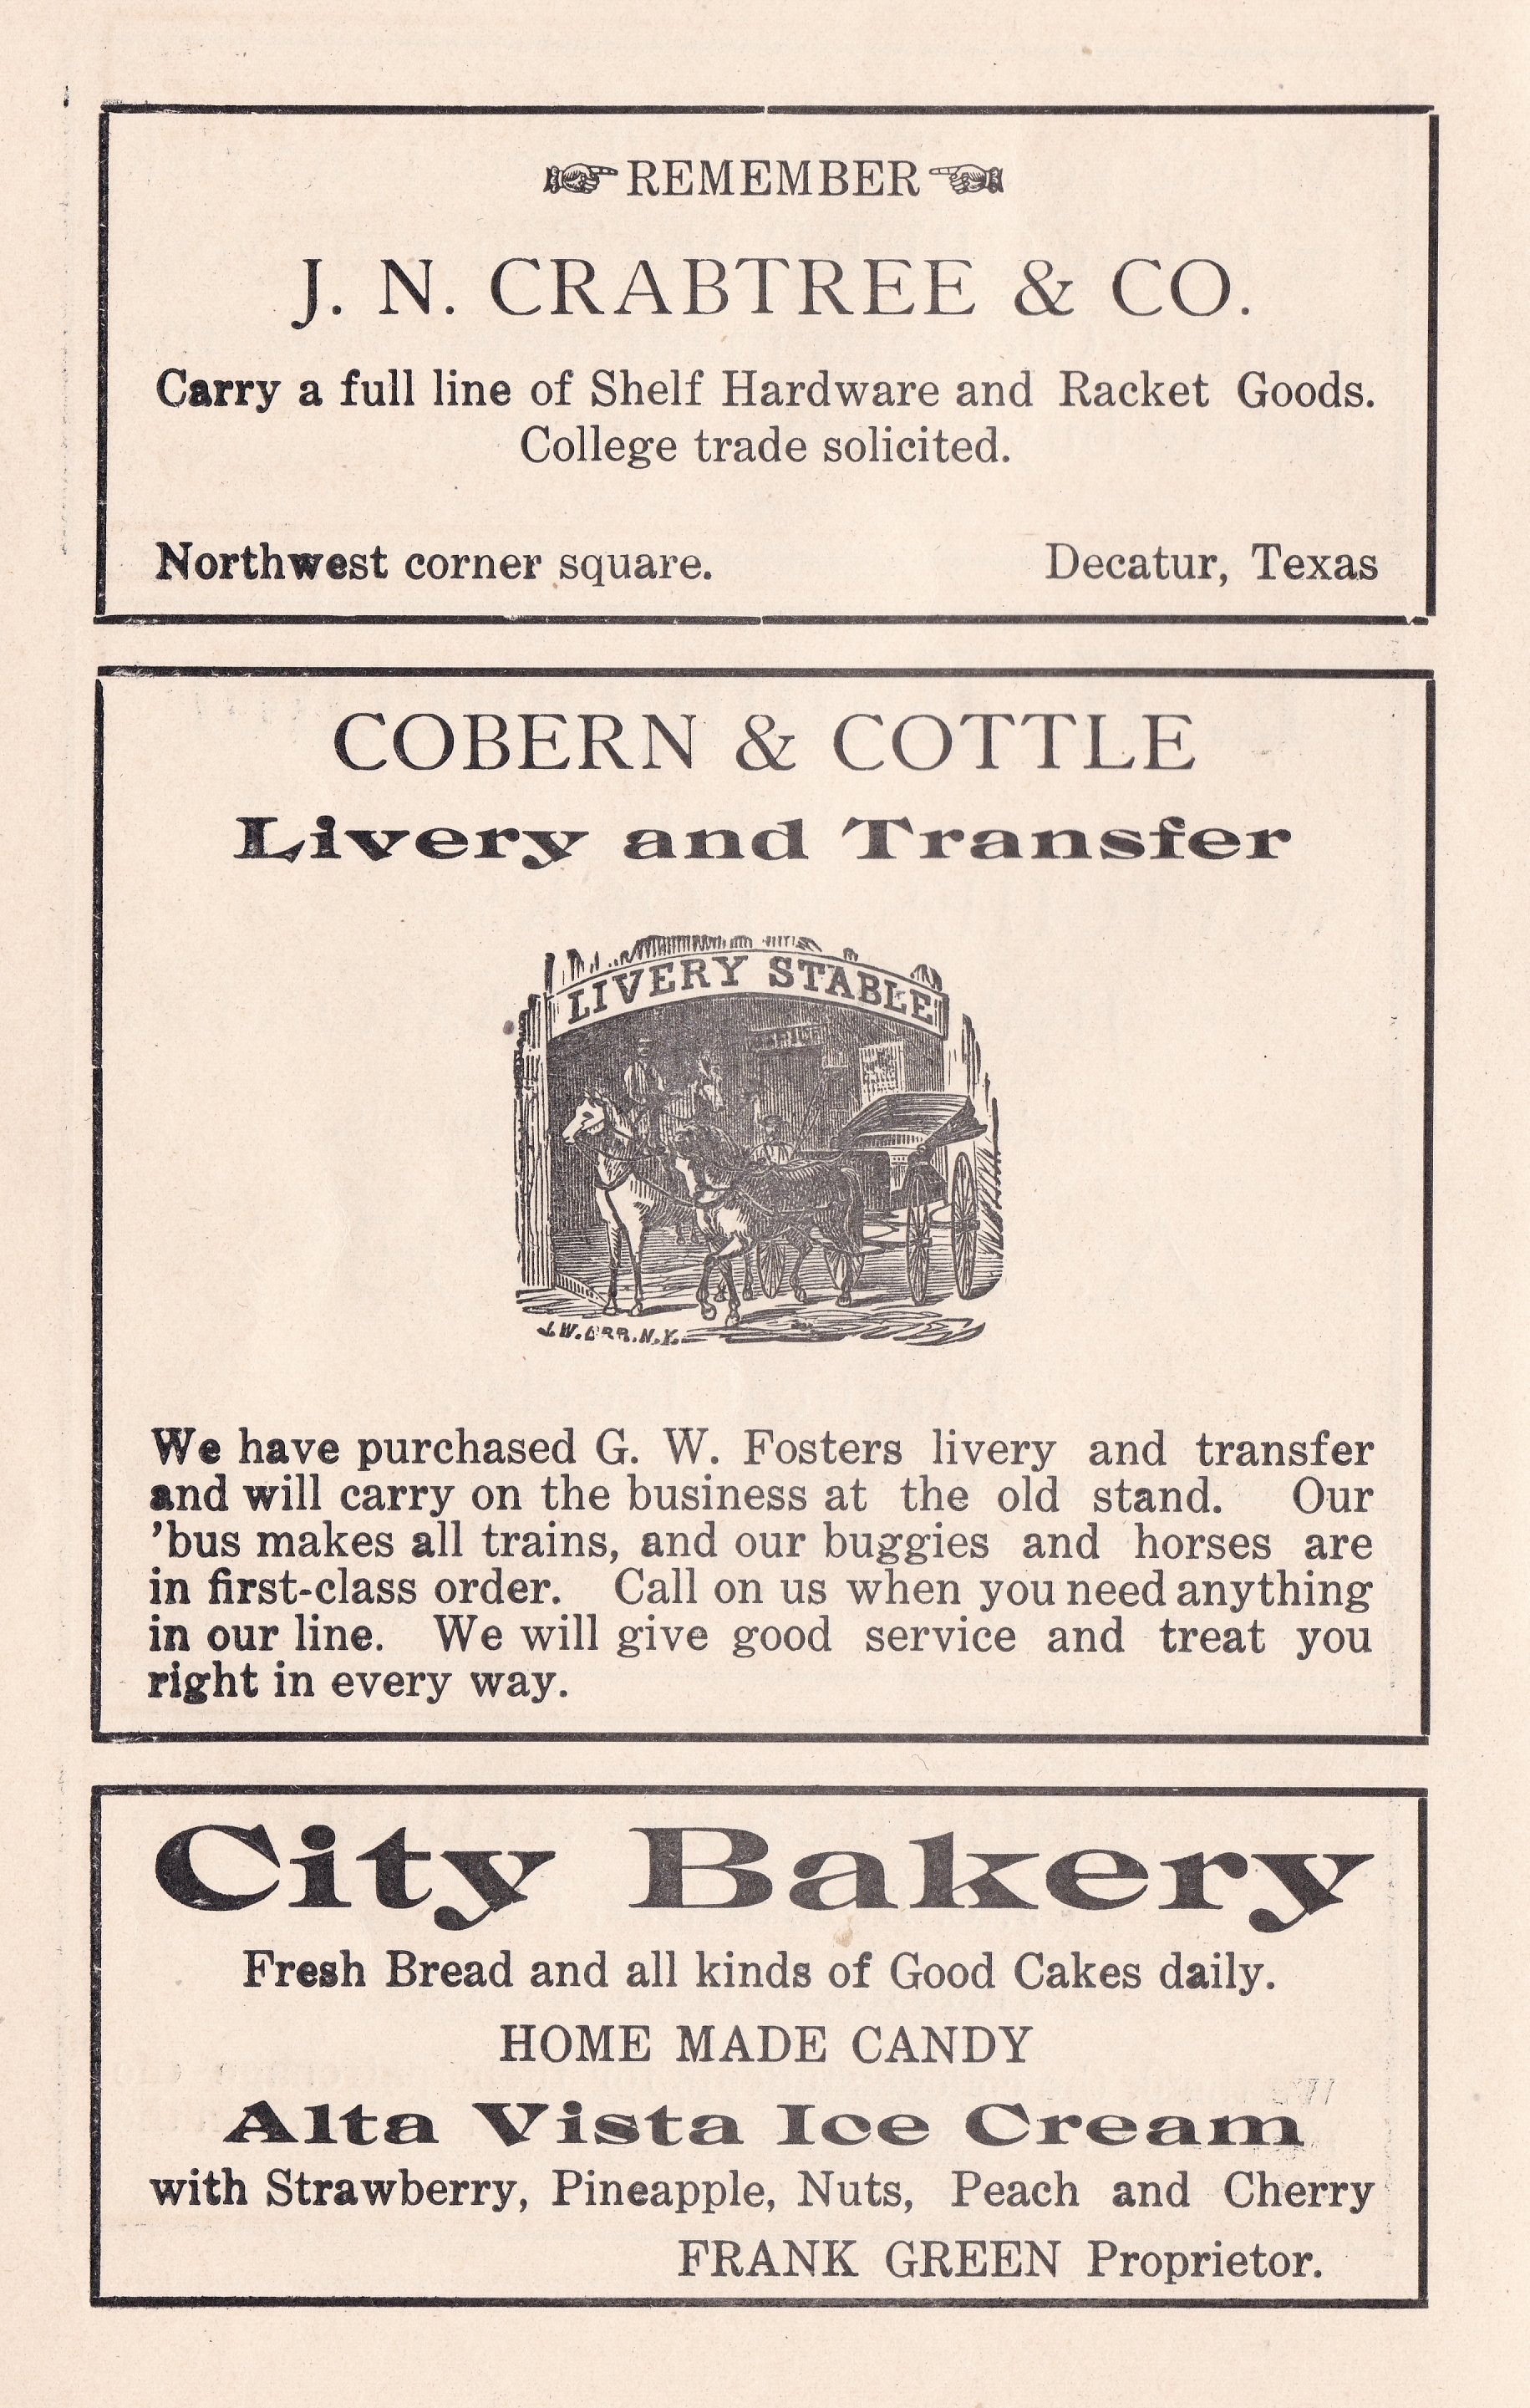 ☞ REMEMBER ☜
J. N. CRABTREE & CO.
Carry a full line of Shelf Hardware and Racket Goods.
College trade solicited.
Northwest corner square. Decatur, Texas
COBERN & COTTLE
Livery and Transfer
LIVERY STABLE
J.W. N.Y.
We have purchased G. W. Fosters livery and transfer
and will carry on the business at the old stand. Our
’bus makes all trains, and our buggies and horses are
in first-class order. Call on us when you need anything
in our line. We will give good service and treat you
right in every way.
City Bakery
Fresh Bread and all kinds of Good Cakes daily.
HOME MADE CANDY
Alta Vista Ice Cream
with Strawberry, Pineapple, Nuts, Peach and Cherry
FRANK GREEN Proprietor.